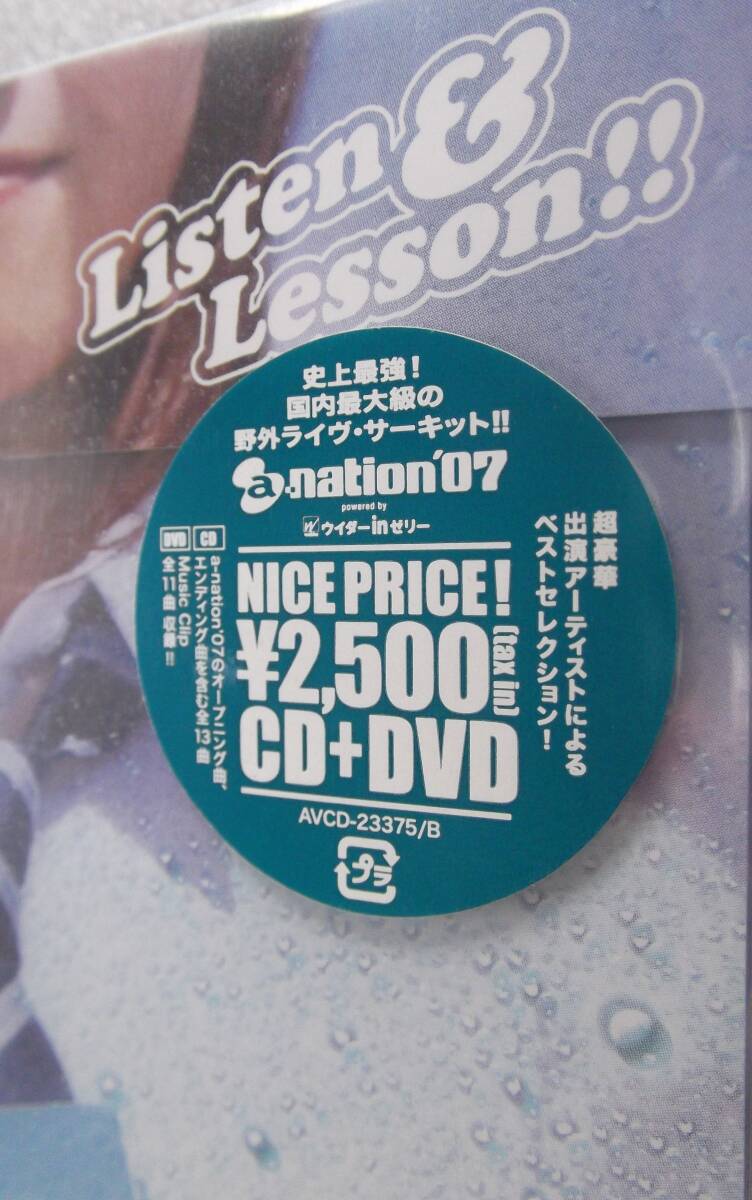 Listen &
Lesson!!
史上最強!
国内最大級の
野外ライヴ・サーキット!!
a-nation'07
powered by
W ウイダーinゼリー
超豪華
出演アーティストによる
ベストセレクション!
NICE PRICE!
¥2,500 [tax in]
CD+DVD
CD a-nation'07のオープニング曲、
エンディング曲を含む全13曲
DVD Music Clip
全11曲収録!!
AVCD-23375/B
プラ